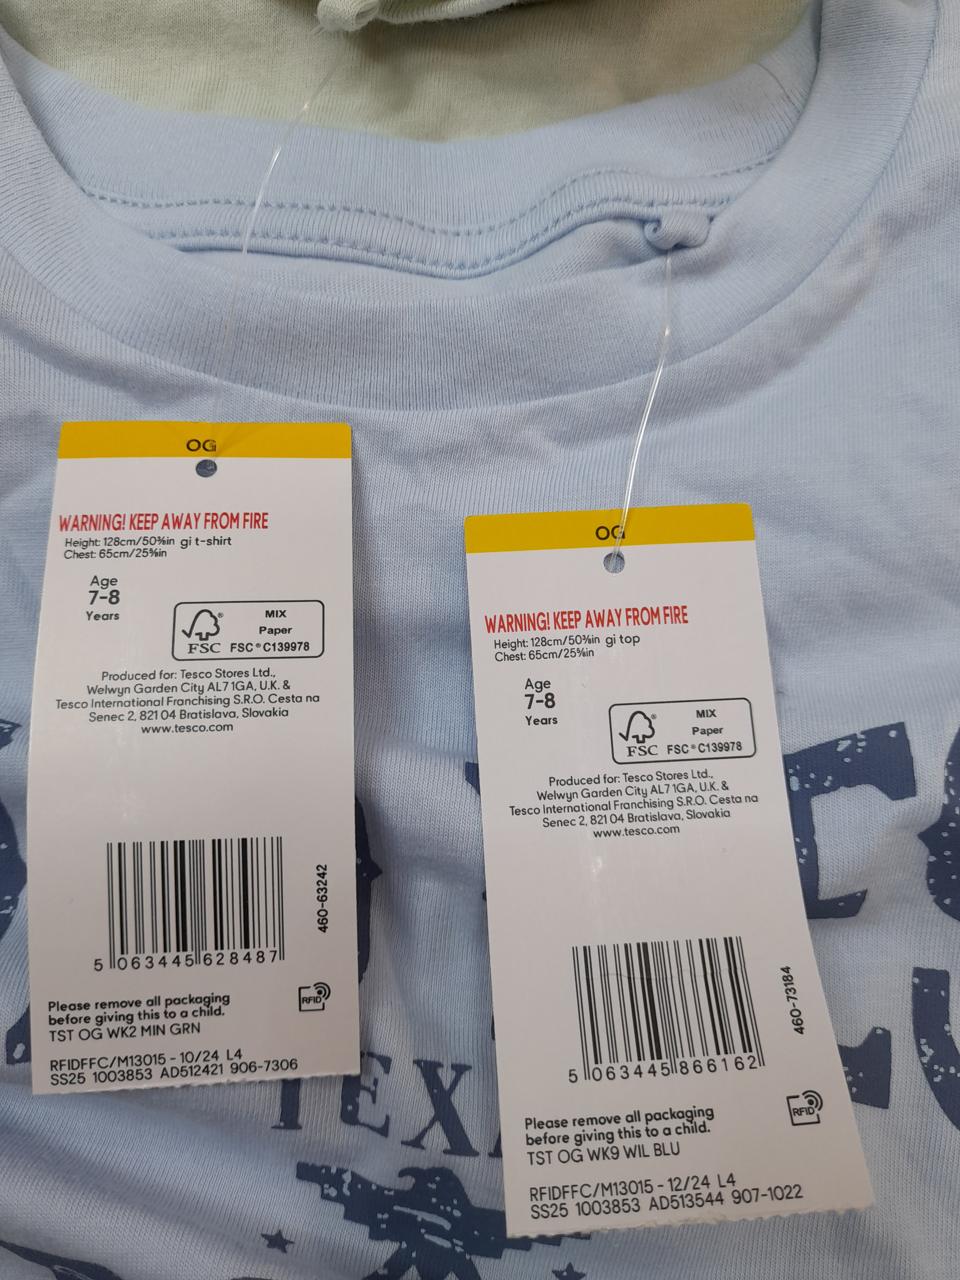 OG
WARNING! KEEP AWAY FROM FIRE
Height: 128cm/50⅜in gi t-shirt
Chest: 65cm/25⅝in
Age
7-8
Years
FSC®
MIX
Paper
FSC® C139978
Produced for: Tesco Stores Ltd.,
Welwyn Garden City AL7 1GA, U.K. &
Tesco International Franchising S.R.O. Cesta na
Senec 2, 821 04 Bratislava, Slovakia
www.tesco.com
460-63242
5 063445 628487
Please remove all packaging
before giving this to a child.
RFID
TST OG WK2 MIN GRN
RFIDFFC/M13015 - 10/24 L4
SS25 1003853 AD512421 906-7306
OG
WARNING! KEEP AWAY FROM FIRE
Height: 128cm/50⅜in gi top
Chest: 65cm/25⅝in
Age
7-8
Years
FSC®
MIX
Paper
FSC® C139978
Produced for: Tesco Stores Ltd.,
Welwyn Garden City AL7 1GA, U.K. &
Tesco International Franchising S.R.O. Cesta na
Senec 2, 821 04 Bratislava, Slovakia
www.tesco.com
460-73184
5 063445 866162
Please remove all packaging
before giving this to a child.
RFID
TST OG WK9 WIL BLU
RFIDFFC/M13015 - 12/24 L4
SS25 1003853 AD513544 907-1022